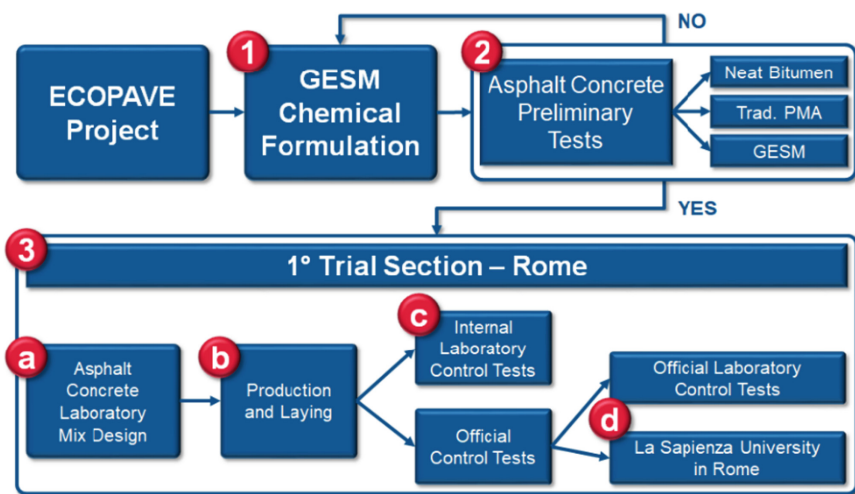 1
2
NO
ECOPAVE
Project
GESM
Chemical
Formulation
Asphalt Concrete
Preliminary
Tests
Neat Bitumen
Trad. PMA
GESM
YES
3
1° Trial Section – Rome
a
Asphalt
Concrete
Laboratory
Mix Design
b
Production
and Laying
c
Internal
Laboratory
Control Tests
Official
Control Tests
Official Laboratory
Control Tests
d
La Sapienza University
in Rome